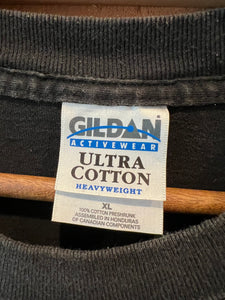 GILDAN
ACTIVEWEAR
ULTRA
COTTON
HEAVYWEIGHT
XL
100% COTTON PRESHRUNK
ASSEMBLED IN HONDURAS
OF CANADIAN COMPONENTS